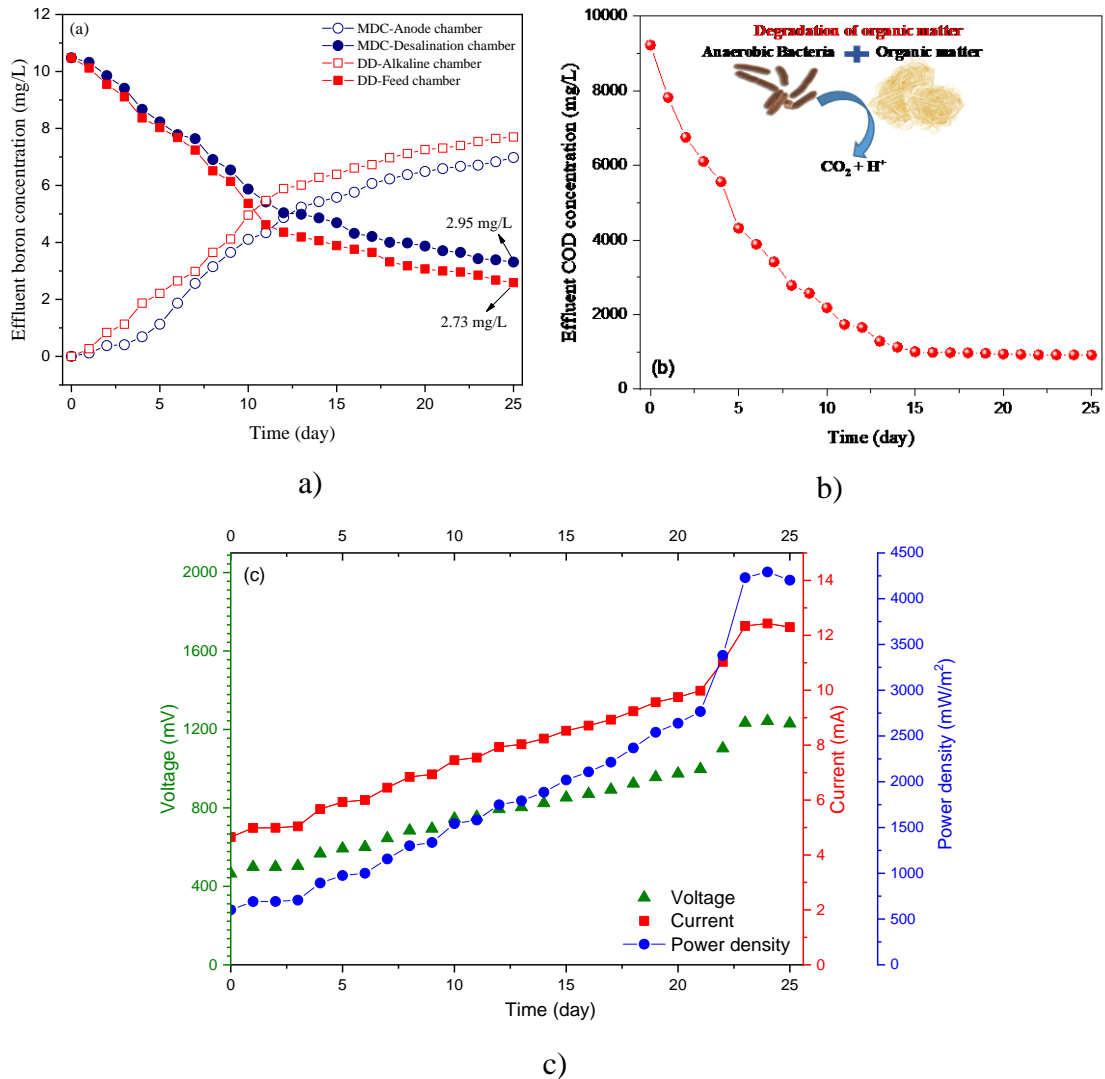 (a)
MDC-Anode chamber
MDC-Desalination chamber
DD-Alkaline chamber
DD-Feed chamber
12
10
8
6
4
2
0
Effluent boron concentration (mg/L)
2.95 mg/L
2.73 mg/L
0 5 10 15 20 25
Time (day)
a)
10000
8000
6000
4000
2000
0
Effluent COD concentration (mg/L)
Degradation of organic matter
Anaerobic Bacteria + Organic matter
CO₂ + H⁺
(b)
0 5 10 15 20 25
Time (day)
b)
0 5 10 15 20 25
(c)
2000
1600
1200
800
400
0
Voltage (mV)
14
12
10
8
6
4
2
0
Current (mA)
4500
4000
3500
3000
2500
2000
1500
1000
500
0
Power density (mW/m²)
Voltage
Current
Power density
0 5 10 15 20 25
Time (day)
c)